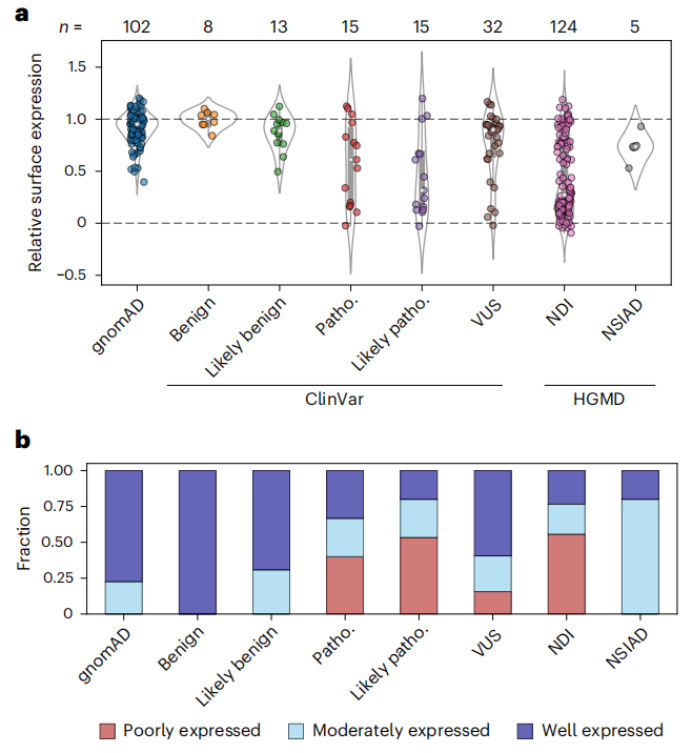 a
n = 102 8 13 15 15 32 124 5
Relative surface expression
1.5
1.0
0.5
0
−0.5
gnomAD
Benign
Likely benign
Patho.
Likely patho.
VUS
NDI
NSIAD
ClinVar
HGMD
b
Fraction
1.00
0.75
0.50
0.25
0
gnomAD
Benign
Likely benign
Patho.
Likely patho.
VUS
NDI
NSIAD
Poorly expressed Moderately expressed Well expressed